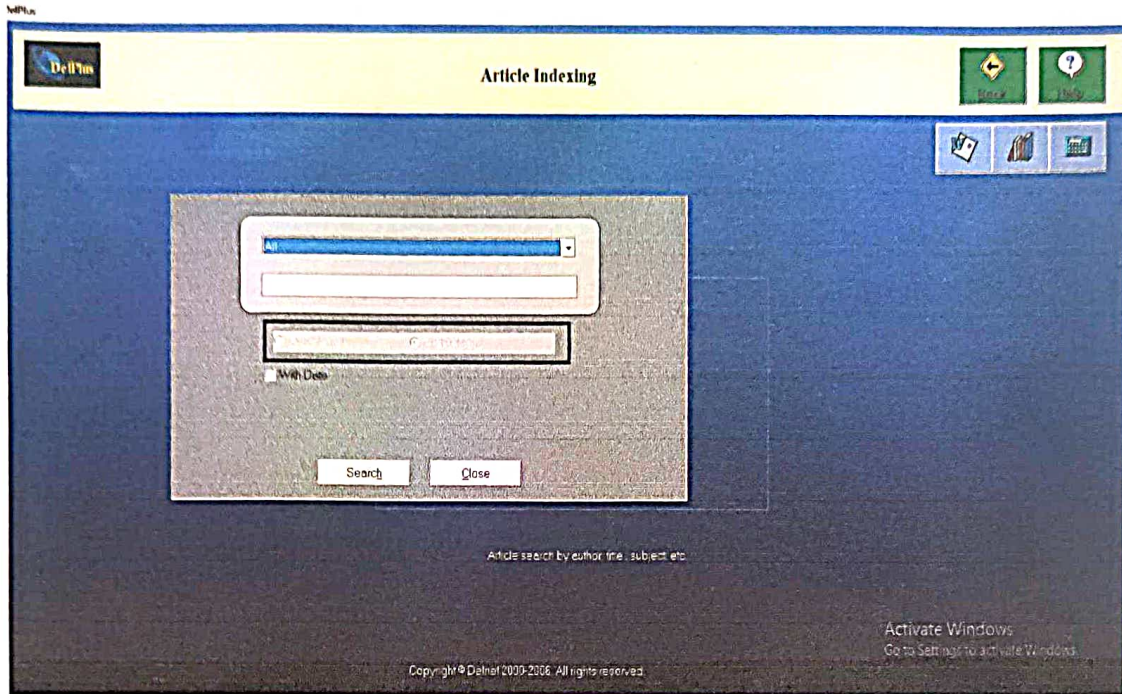 DelPlus
Article Indexing
Back
Help
All
With Date
Search
Close
Article search by author, title, subject etc.
Activate Windows
Go to Settings to activate Windows.
Copyright © Delnet 2000-2006. All rights reserved.